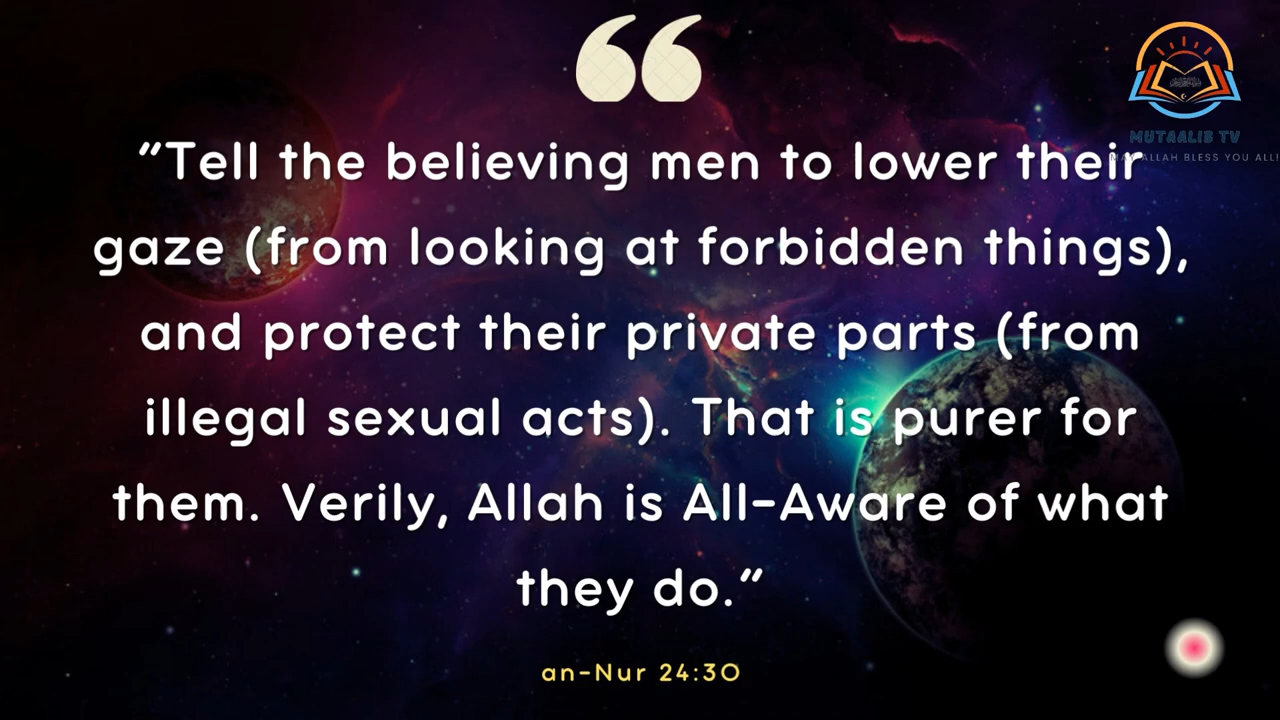 “
MUTAALIB TV
MAY ALLAH BLESS YOU ALL!
“Tell the believing men to lower their
gaze (from looking at forbidden things),
and protect their private parts (from
illegal sexual acts). That is purer for
them. Verily, Allah is All-Aware of what
they do.”
an-Nur 24:30